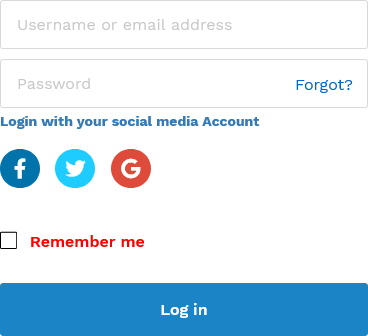 Username or email address
Password Forgot?
Login with your social media Account
Remember me
Log in